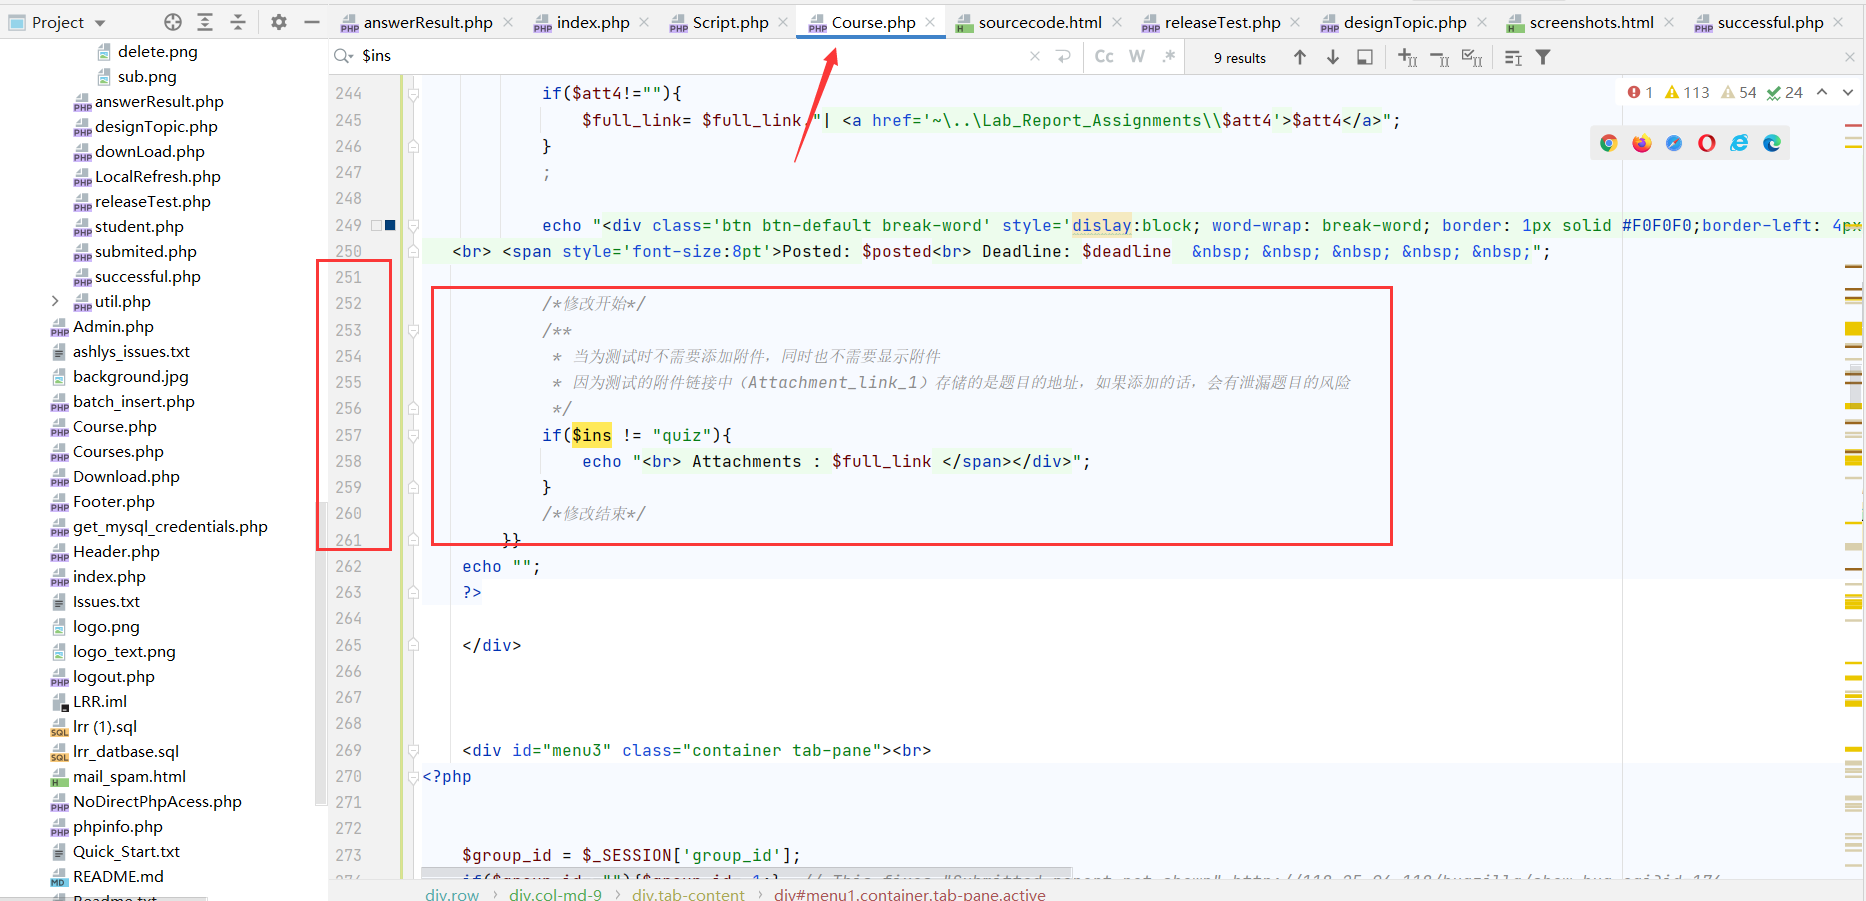 Project
answerResult.php
index.php
Script.php
Course.php
sourcecode.html
releaseTest.php
designTopic.php
screenshots.html
successful.php
$ins
Cc W .*
9 results
delete.png
sub.png
answerResult.php
designTopic.php
downLoad.php
LocalRefresh.php
releaseTest.php
student.php
submited.php
successful.php
util.php
Admin.php
ashlys_issues.txt
background.jpg
batch_insert.php
Course.php
Courses.php
Download.php
Footer.php
get_mysql_credentials.php
Header.php
index.php
Issues.txt
logo.png
logo_text.png
logout.php
LRR.iml
lrr (1).sql
lrr_datbase.sql
mail_spam.html
NoDirectPhpAcess.php
phpinfo.php
Quick_Start.txt
README.md
Readme.txt
1 113 54 24
244 if($att4!=""){
245 $full_link= $full_link."| <a href='~\..\Lab_Report_Assignments\\$att4'>$att4</a>";
246 }
247 ;
248
249 echo "<div class='btn btn-default break-word' style='dislay:block; word-wrap: break-word; border: 1px solid #F0F0F0;border-left: 4px
250 <br> <span style='font-size:8pt'>Posted: $posted<br> Deadline: $deadline &nbsp; &nbsp; &nbsp; &nbsp; &nbsp;";
251
252 /*修改开始*/
253 /**
254 * 当为测试时不需要添加附件，同时也不需要显示附件
255 * 因为测试的附件链接中（Attachment_link_1）存储的是题目的地址，如果添加的话，会有泄漏题目的风险
256 */
257 if($ins != "quiz"){
258 echo "<br> Attachments : $full_link </span></div>";
259 }
260 /*修改结束*/
261 }}
262 echo "";
263 ?>
264
265 </div>
266
267
268
269 <div id="menu3" class="container tab-pane"><br>
270 <?php
271
272
273 $group_id = $_SESSION['group_id'];
div.row › div.col-md-9 › div.tab-content › div#menu1.container.tab-pane.active